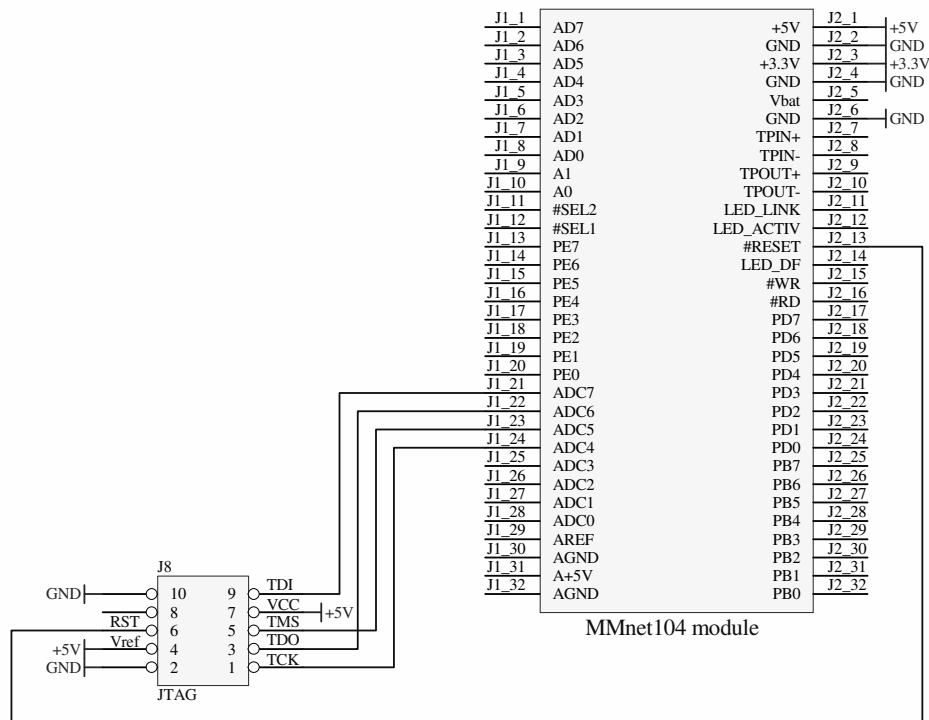 J1_1 AD7 +5V J2_1 +5V
J1_2 AD6 GND J2_2 GND
J1_3 AD5 +3.3V J2_3 +3.3V
J1_4 AD4 GND J2_4 GND
J1_5 AD3 Vbat J2_5
J1_6 AD2 GND J2_6 GND
J1_7 AD1 TPIN+ J2_7
J1_8 AD0 TPIN- J2_8
J1_9 A1 TPOUT+ J2_9
J1_10 A0 TPOUT- J2_10
J1_11 #SEL2 LED_LINK J2_11
J1_12 #SEL1 LED_ACTIV J2_12
J1_13 PE7 #RESET J2_13
J1_14 PE6 LED_DF J2_14
J1_15 PE5 #WR J2_15
J1_16 PE4 #RD J2_16
J1_17 PE3 PD7 J2_17
J1_18 PE2 PD6 J2_18
J1_19 PE1 PD5 J2_19
J1_20 PE0 PD4 J2_20
J1_21 ADC7 PD3 J2_21
J1_22 ADC6 PD2 J2_22
J1_23 ADC5 PD1 J2_23
J1_24 ADC4 PD0 J2_24
J1_25 ADC3 PB7 J2_25
J1_26 ADC2 PB6 J2_26
J1_27 ADC1 PB5 J2_27
J1_28 ADC0 PB4 J2_28
J1_29 AREF PB3 J2_29
J1_30 AGND PB2 J2_30
J1_31 A+5V PB1 J2_31
J1_32 AGND PB0 J2_32
MMnet104 module
J8
GND 10 9 TDI
8 7 VCC +5V
RST 6 5 TMS
+5V Vref 4 3 TDO
GND 2 1 TCK
JTAG